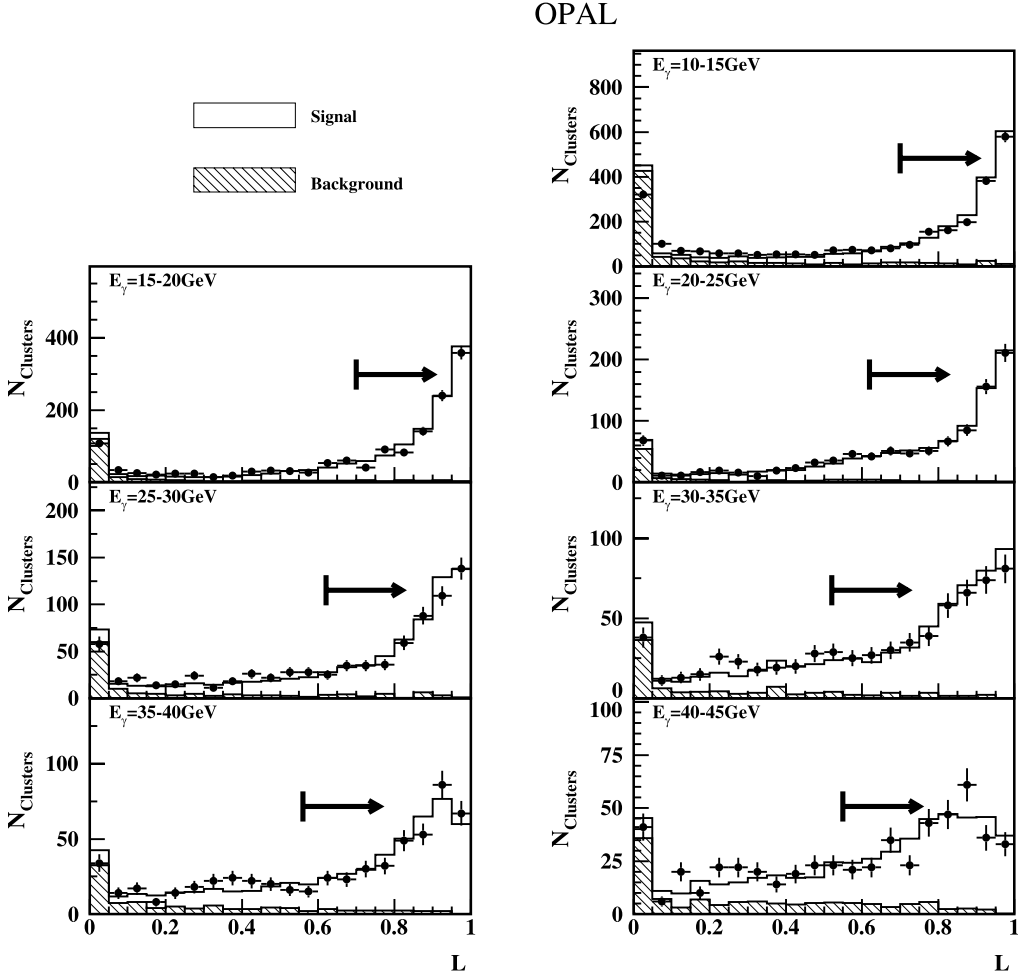 OPAL
Signal
Background
E_γ=10-15GeV
N_Clusters
800
600
400
200
0
E_γ=15-20GeV
N_Clusters
400
200
0
E_γ=20-25GeV
N_Clusters
300
200
100
0
E_γ=25-30GeV
N_Clusters
200
150
100
50
0
E_γ=30-35GeV
N_Clusters
100
50
0
E_γ=35-40GeV
N_Clusters
100
50
0
0 0.2 0.4 0.6 0.8 1
L
E_γ=40-45GeV
N_Clusters
100
75
50
25
0
0 0.2 0.4 0.6 0.8 1
L